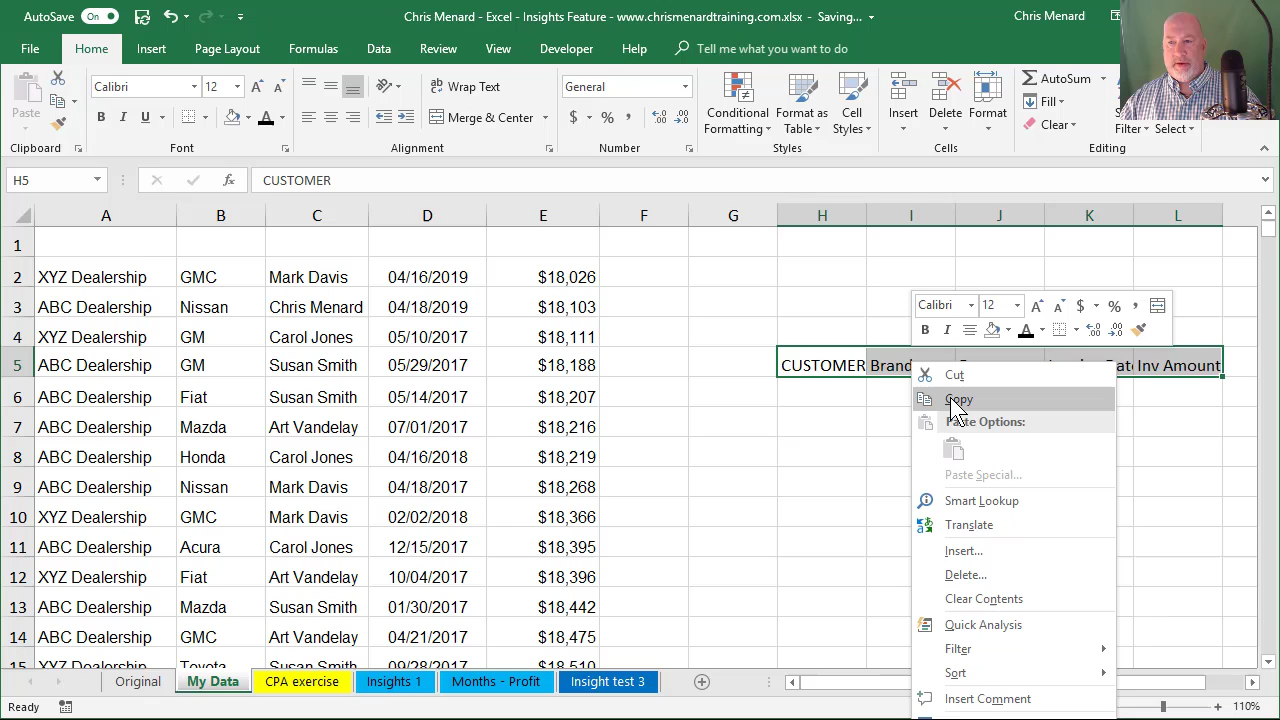 AutoSave On Chris Menard - Excel - Insights Feature - www.chrismenardtraining.com.xlsx - Saving... Chris Menard
File Home Insert Page Layout Formulas Data Review View Developer Help Tell me what you want to do
Paste Calibri 12 Wrap Text General Conditional Formatting Format as Table Cell Styles Insert Delete Format AutoSum
Merge & Center $ % , Fill
B I U A Clear Filter Select
Clipboard Font Alignment Number Styles Cells Editing
H5 fx CUSTOMER
A B C D E F G H I J K L
1
2 XYZ Dealership GMC Mark Davis 04/16/2019 $18,026
3 ABC Dealership Nissan Chris Menard 04/18/2019 $18,103
4 XYZ Dealership GM Carol Jones 05/10/2017 $18,111
5 ABC Dealership GM Susan Smith 05/29/2017 $18,188 CUSTOMER Brand Inv Amount
6 ABC Dealership Fiat Susan Smith 05/14/2017 $18,207
7 ABC Dealership Mazda Art Vandelay 07/01/2017 $18,216
8 ABC Dealership Honda Carol Jones 04/16/2018 $18,219
9 ABC Dealership Nissan Mark Davis 04/18/2017 $18,268
10 XYZ Dealership GMC Mark Davis 02/02/2018 $18,366
11 ABC Dealership Acura Carol Jones 12/15/2017 $18,395
12 XYZ Dealership Fiat Art Vandelay 10/04/2017 $18,396
13 ABC Dealership Mazda Susan Smith 01/30/2017 $18,442
14 ABC Dealership GMC Art Vandelay 04/21/2017 $18,475
15 XYZ Dealership Toyota Susan Smith 09/28/2017 $18,510
Calibri 12 A A $ % ,
B I A
Cut
Copy
Paste Options:
Paste Special...
Smart Lookup
Translate
Insert...
Delete...
Clear Contents
Quick Analysis
Filter
Sort
Insert Comment
Original My Data CPA exercise Insights 1 Months - Profit Insight test 3
Ready 110%